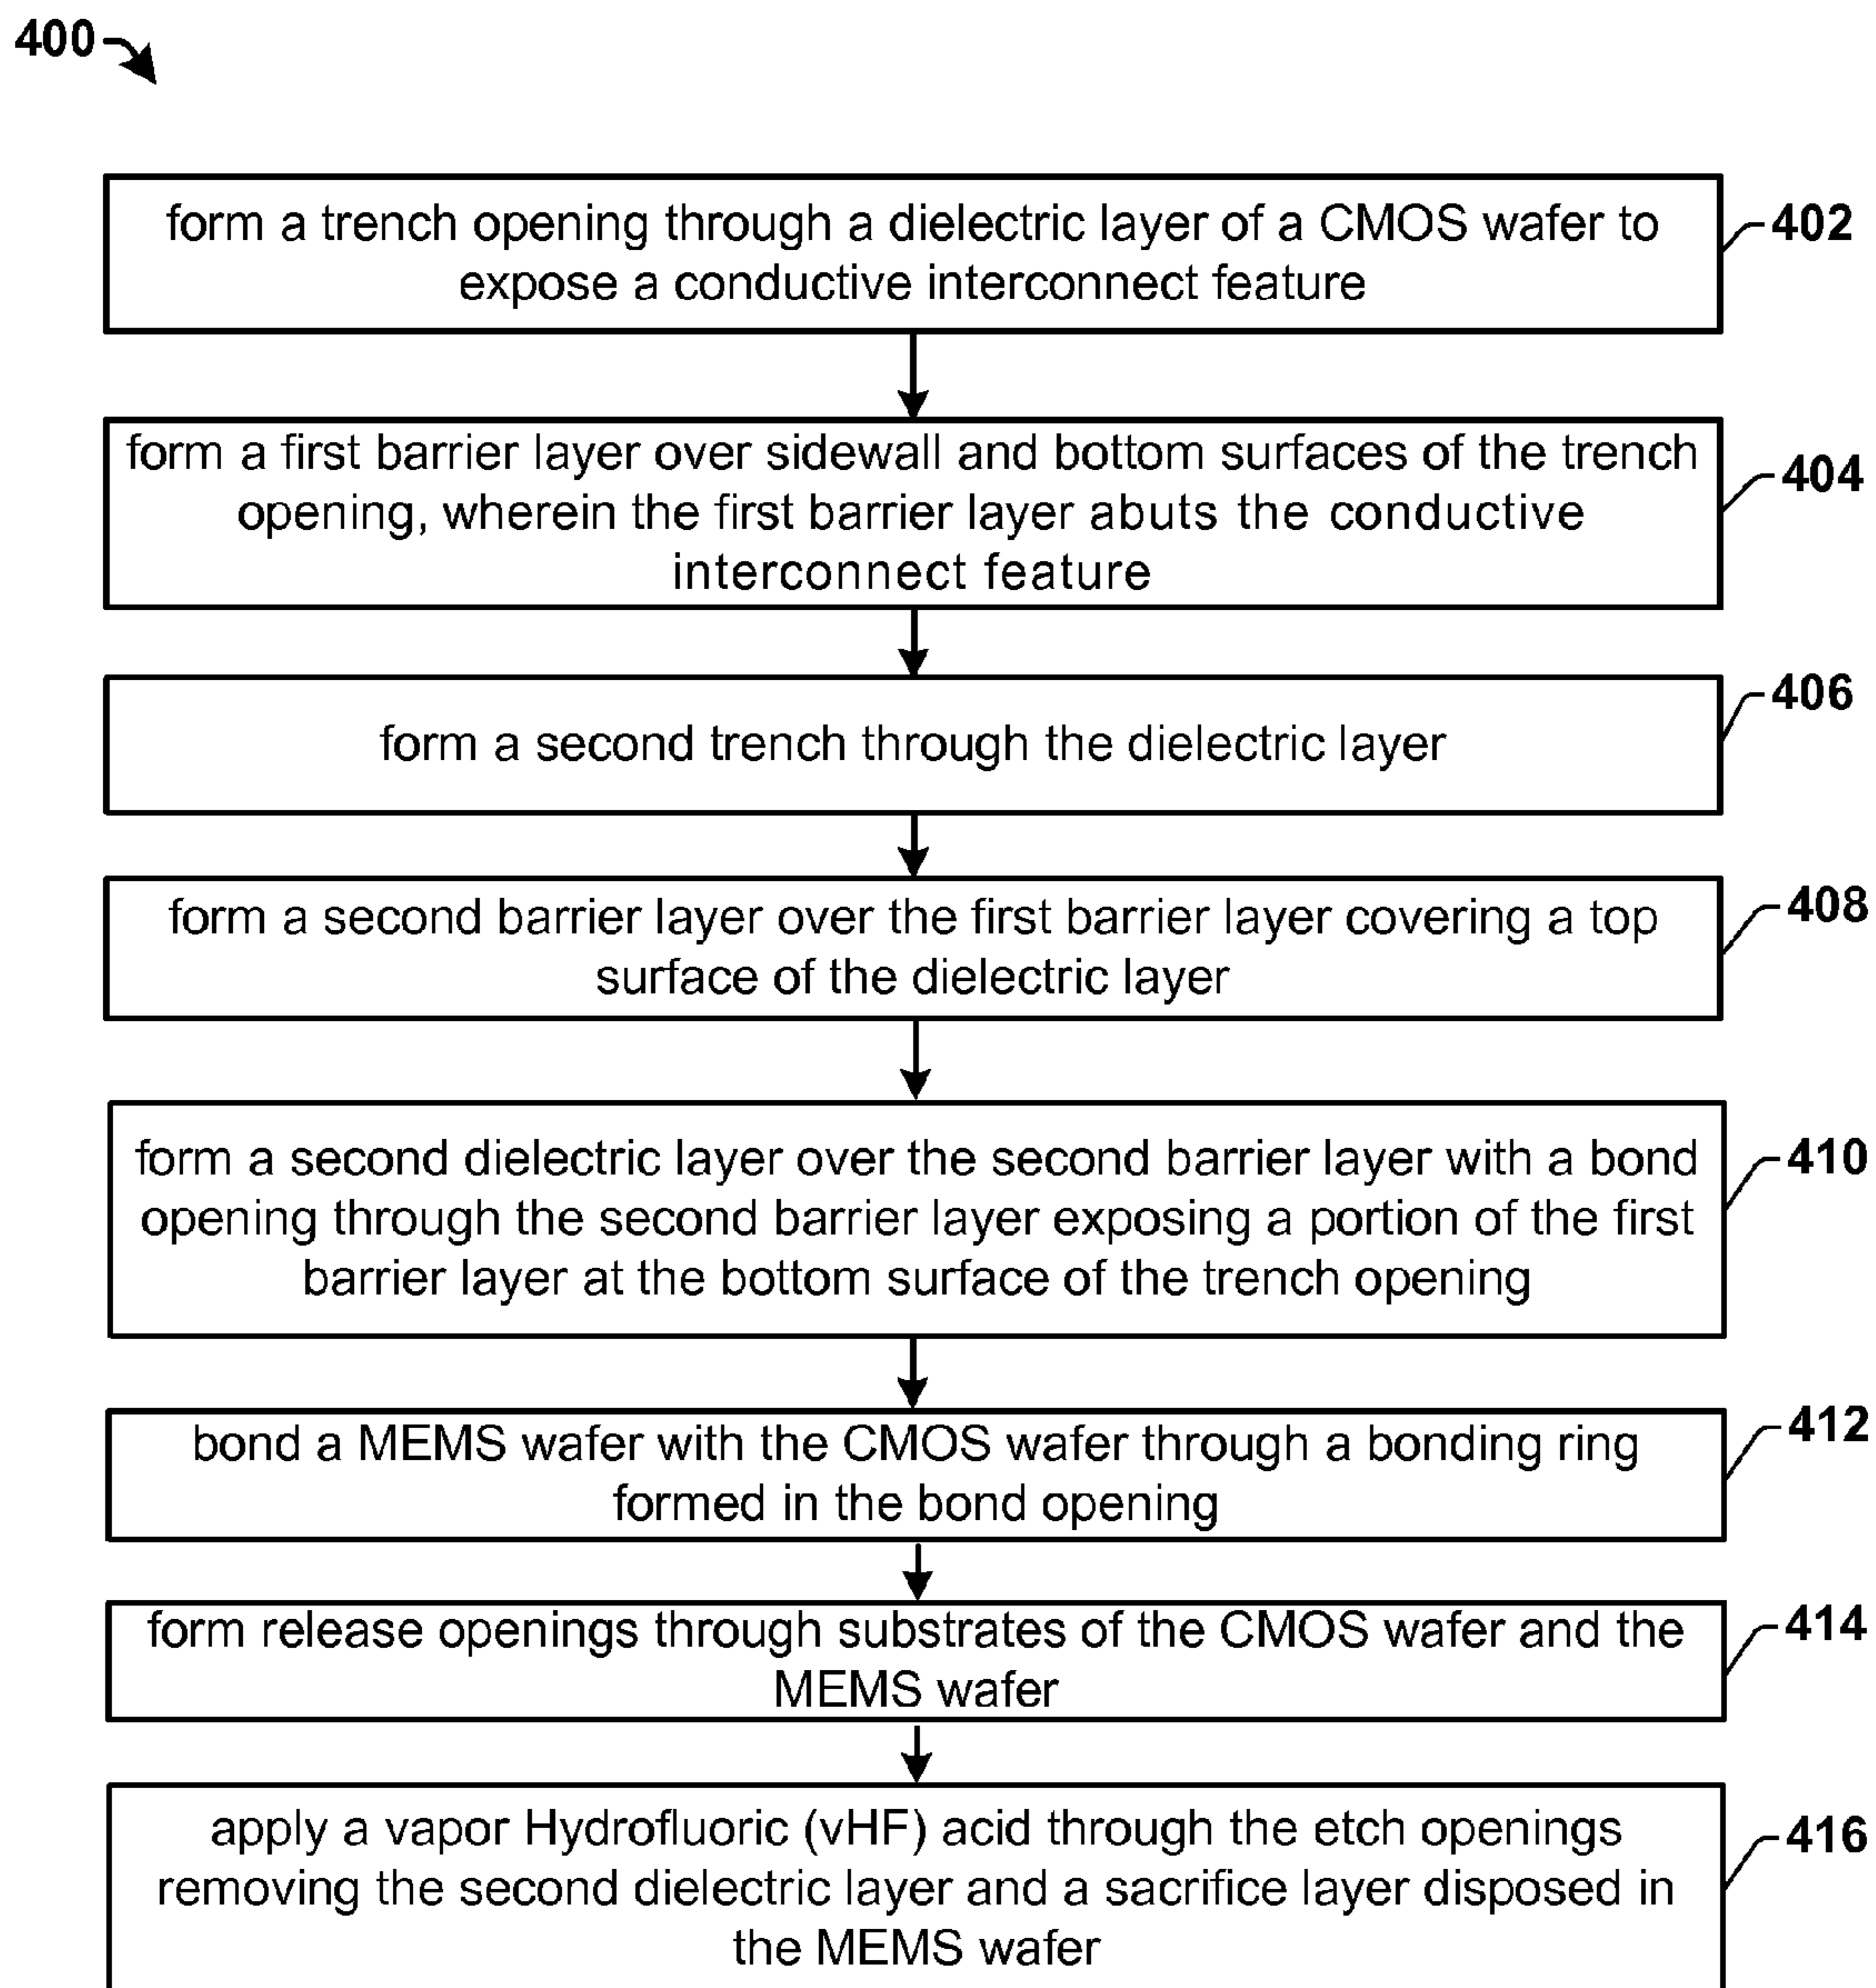 400
form a trench opening through a dielectric layer of a CMOS wafer to
expose a conductive interconnect feature
402
form a first barrier layer over sidewall and bottom surfaces of the trench
opening, wherein the first barrier layer abuts the conductive
interconnect feature
404
form a second trench through the dielectric layer
406
form a second barrier layer over the first barrier layer covering a top
surface of the dielectric layer
408
form a second dielectric layer over the second barrier layer with a bond
opening through the second barrier layer exposing a portion of the first
barrier layer at the bottom surface of the trench opening
410
bond a MEMS wafer with the CMOS wafer through a bonding ring
formed in the bond opening
412
form release openings through substrates of the CMOS wafer and the
MEMS wafer
414
apply a vapor Hydrofluoric (vHF) acid through the etch openings
removing the second dielectric layer and a sacrifice layer disposed in
the MEMS wafer
416